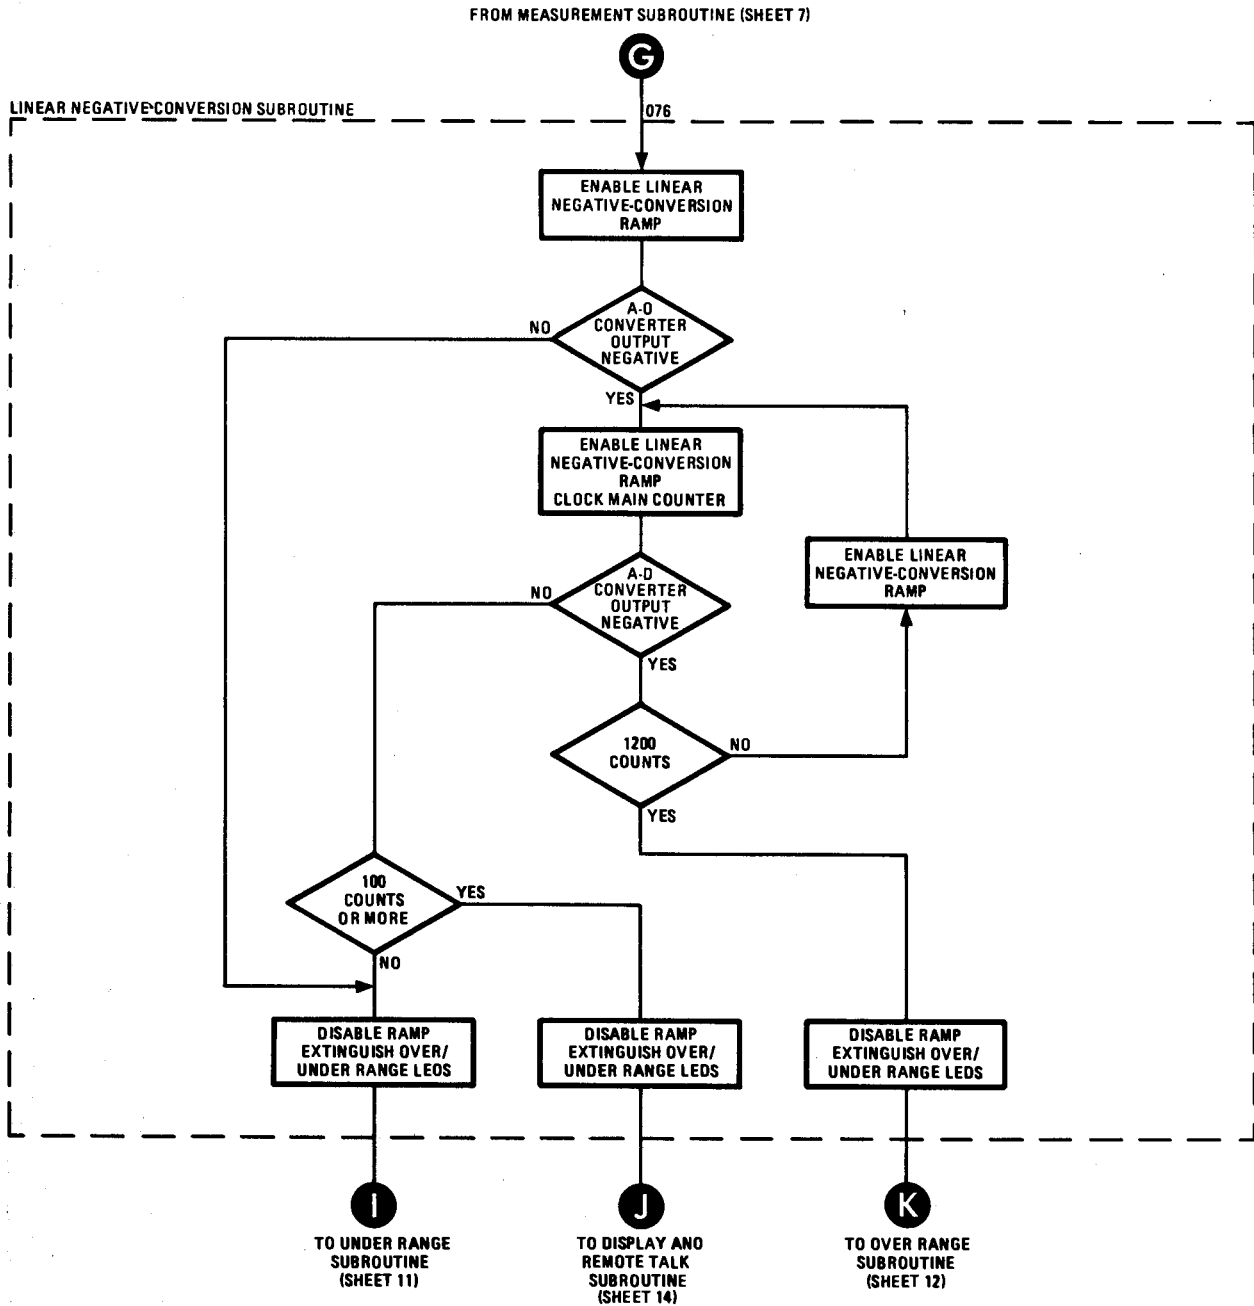 FROM MEASUREMENT SUBROUTINE (SHEET 7)
G
076
LINEAR NEGATIVE-CONVERSION SUBROUTINE
ENABLE LINEAR
NEGATIVE-CONVERSION
RAMP
A-D
CONVERTER
OUTPUT
NEGATIVE
NO
YES
ENABLE LINEAR
NEGATIVE-CONVERSION
RAMP
CLOCK MAIN COUNTER
ENABLE LINEAR
NEGATIVE-CONVERSION
RAMP
A-D
CONVERTER
OUTPUT
NEGATIVE
NO
YES
1200
COUNTS
NO
YES
100
COUNTS
OR MORE
YES
NO
DISABLE RAMP
EXTINGUISH OVER/
UNDER RANGE LEDS
DISABLE RAMP
EXTINGUISH OVER/
UNDER RANGE LEDS
DISABLE RAMP
EXTINGUISH OVER/
UNDER RANGE LEDS
I
TO UNDER RANGE
SUBROUTINE
(SHEET 11)
J
TO DISPLAY AND
REMOTE TALK
SUBROUTINE
(SHEET 14)
K
TO OVER RANGE
SUBROUTINE
(SHEET 12)